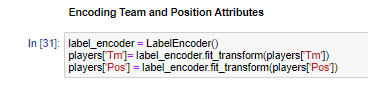 Encoding Team and Position Attributes
In [31]: label_encoder = LabelEncoder()
players['Tm']= label_encoder.fit_transform(players['Tm'])
players['Pos'] = label_encoder.fit_transform(players['Pos'])